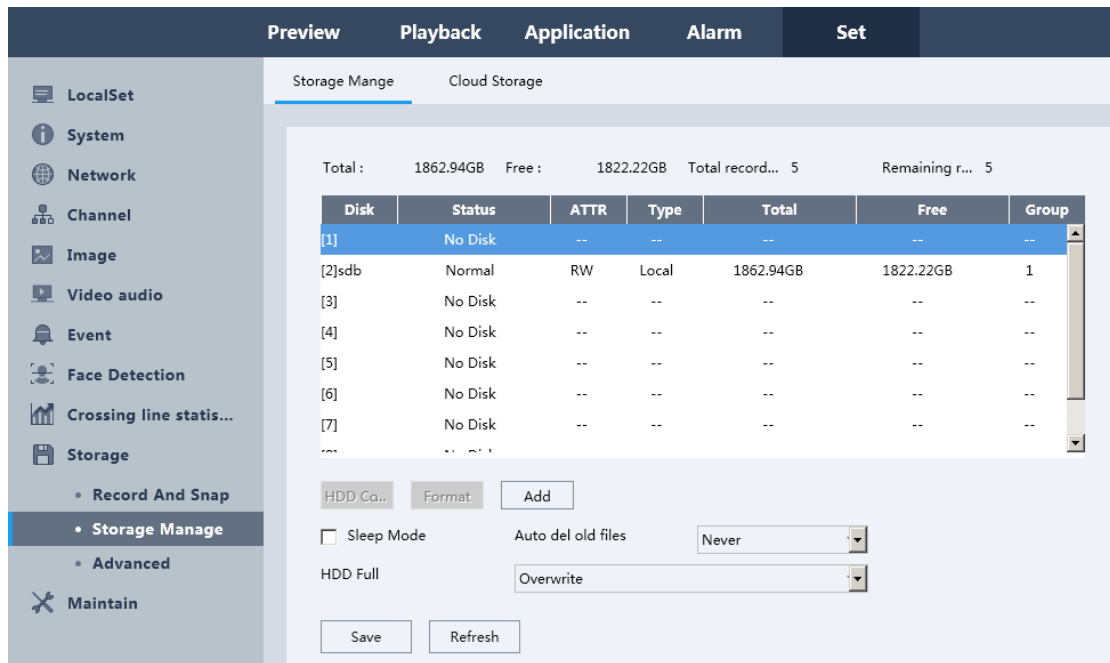 Preview Playback Application Alarm Set
Storage Mange Cloud Storage
LocalSet
System
Network
Channel
Image
Video audio
Event
Face Detection
Crossing line statis...
Storage
• Record And Snap
• Storage Manage
• Advanced
Maintain
Total : 1862.94GB Free : 1822.22GB Total record... 5 Remaining r... 5
Disk Status ATTR Type Total Free Group
[1] No Disk -- -- -- -- --
[2]sdb Normal RW Local 1862.94GB 1822.22GB 1
[3] No Disk -- -- -- -- --
[4] No Disk -- -- -- -- --
[5] No Disk -- -- -- -- --
[6] No Disk -- -- -- -- --
[7] No Disk -- -- -- -- --
HDD Ca.. Format Add
Sleep Mode Auto del old files Never
HDD Full Overwrite
Save Refresh